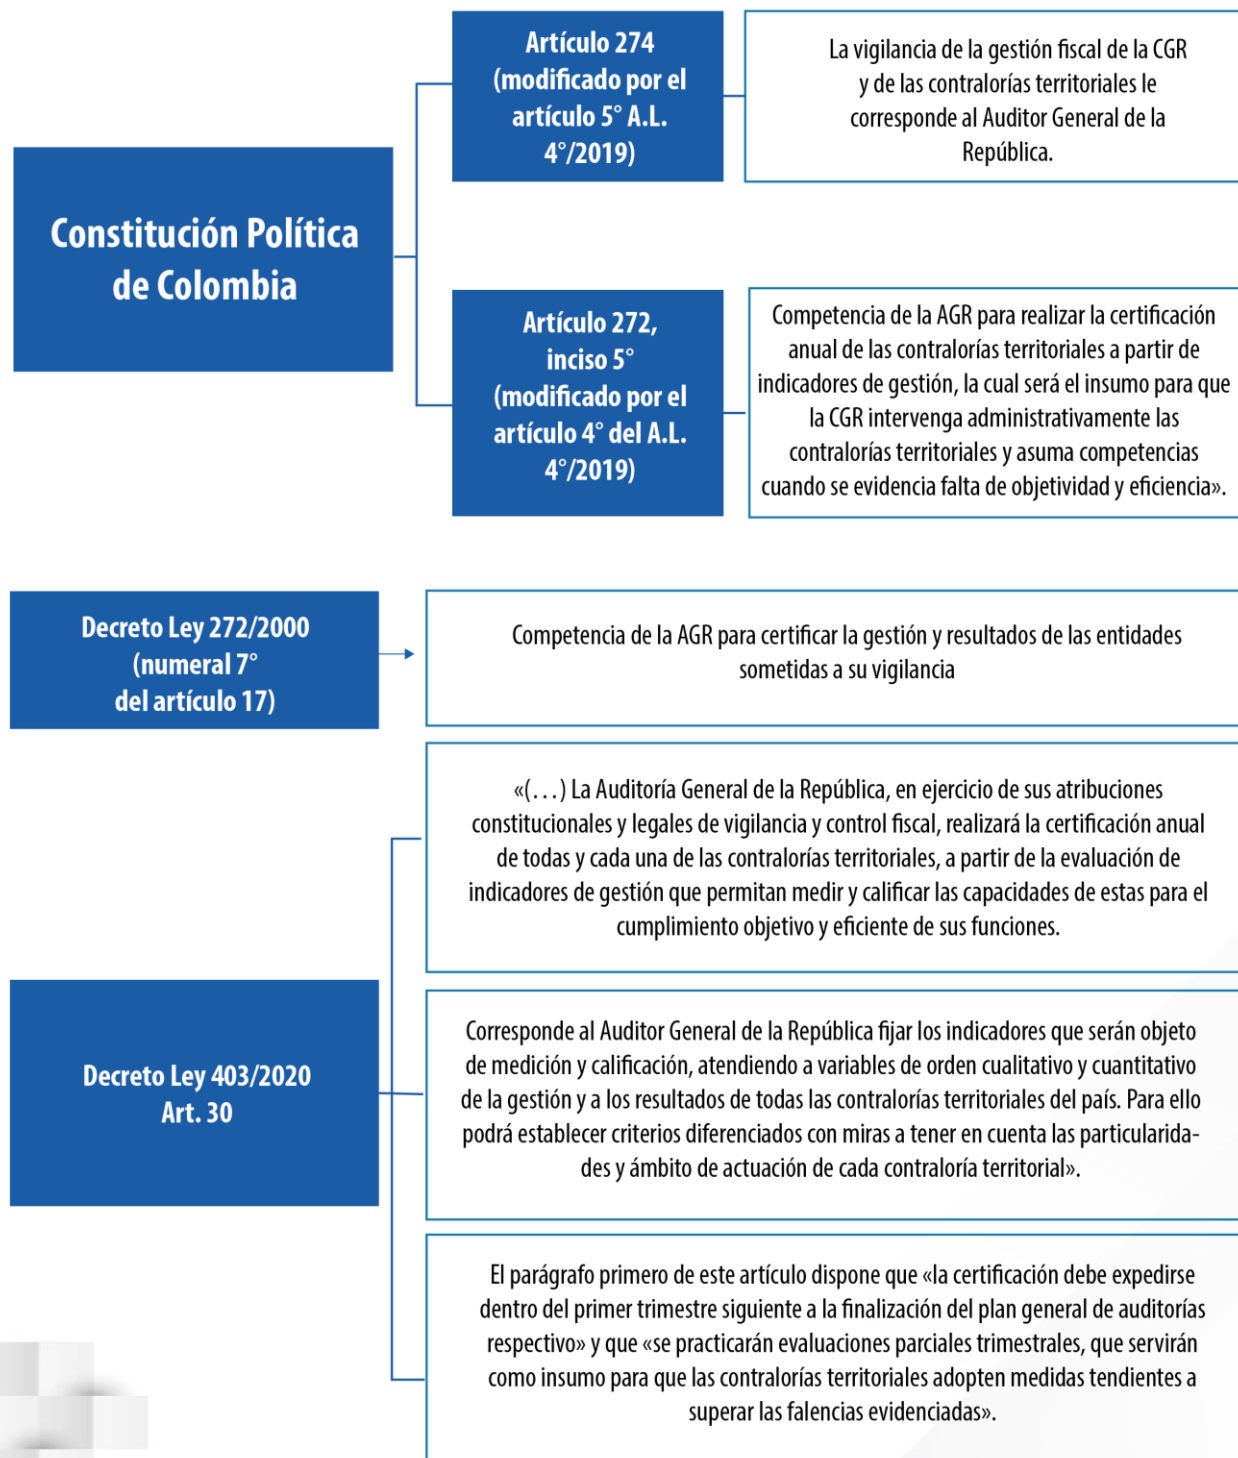 Constitución Política
de Colombia
Artículo 274
(modificado por el
artículo 5° A.L.
4°/2019)
La vigilancia de la gestión fiscal de la CGR
y de las contralorías territoriales le
corresponde al Auditor General de la
República.
Artículo 272,
inciso 5°
(modificado por el
artículo 4° del A.L.
4°/2019)
Competencia de la AGR para realizar la certificación
anual de las contralorías territoriales a partir de
indicadores de gestión, la cual será el insumo para que
la CGR intervenga administrativamente las
contralorías territoriales y asuma competencias
cuando se evidencia falta de objetividad y eficiencia».
Decreto Ley 272/2000
(numeral 7°
del artículo 17)
Competencia de la AGR para certificar la gestión y resultados de las entidades
sometidas a su vigilancia
Decreto Ley 403/2020
Art. 30
«(…) La Auditoría General de la República, en ejercicio de sus atribuciones
constitucionales y legales de vigilancia y control fiscal, realizará la certificación anual
de todas y cada una de las contralorías territoriales, a partir de la evaluación de
indicadores de gestión que permitan medir y calificar las capacidades de estas para el
cumplimiento objetivo y eficiente de sus funciones.
Corresponde al Auditor General de la República fijar los indicadores que serán objeto
de medición y calificación, atendiendo a variables de orden cualitativo y cuantitativo
de la gestión y a los resultados de todas las contralorías territoriales del país. Para ello
podrá establecer criterios diferenciados con miras a tener en cuenta las particularida-
des y ámbito de actuación de cada contraloría territorial».
El parágrafo primero de este artículo dispone que «la certificación debe expedirse
dentro del primer trimestre siguiente a la finalización del plan general de auditorías
respectivo» y que «se practicarán evaluaciones parciales trimestrales, que servirán
como insumo para que las contralorías territoriales adopten medidas tendientes a
superar las falencias evidenciadas».